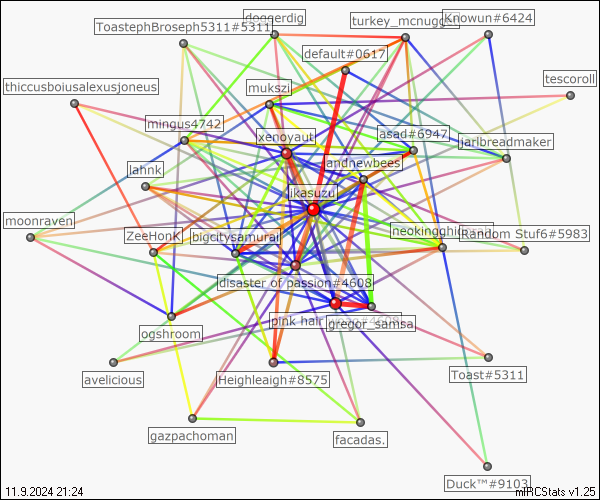 doggerdig
turkey_mcnugg
Knowun#6424
ToastephBroseph5311#5311
default#0617
tescoroll
mukszi
thiccusboiusalexusjoneus
mingus4742
xenoyaut
asad#6947
jarlbreadmaker
andnewbees
lahnk
ikasuzu
moonraven
ZeeHonK
bigcitysamurai
neokingghidorah
Random Stuf6#5983
disaster of passion#4608
pink hair
gregor_samsa
ogshroom
avelicious
Heighleaigh#8575
Toast#5311
gazpachoman
facadas.
Duck™#9103
11.9.2024 21:24
mIRCStats v1.25